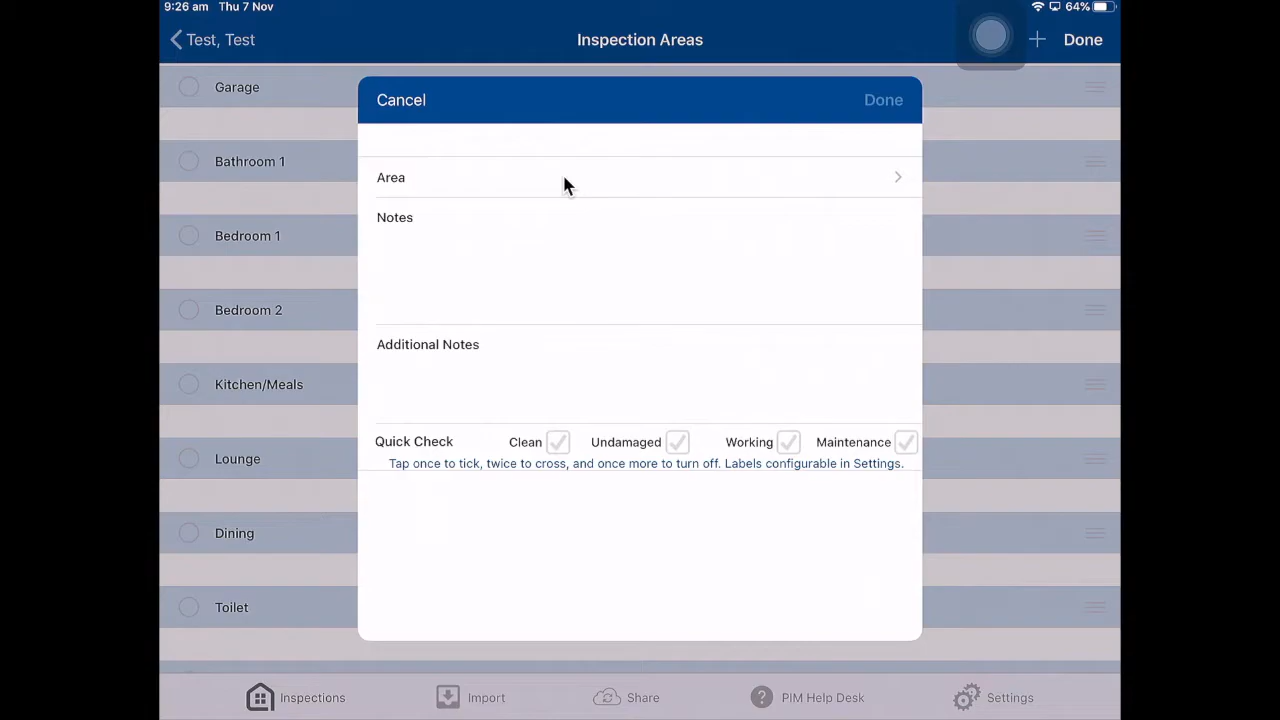 9:26 am Thu 7 Nov 64%
Test, Test Inspection Areas + Done
Garage
Bathroom 1
Bedroom 1
Bedroom 2
Kitchen/Meals
Lounge
Dining
Toilet
Cancel Done
Area
Notes
Additional Notes
Quick Check Clean Undamaged Working Maintenance
Tap once to tick, twice to cross, and once more to turn off. Labels configurable in Settings.
Inspections Import Share ? PIM Help Desk Settings